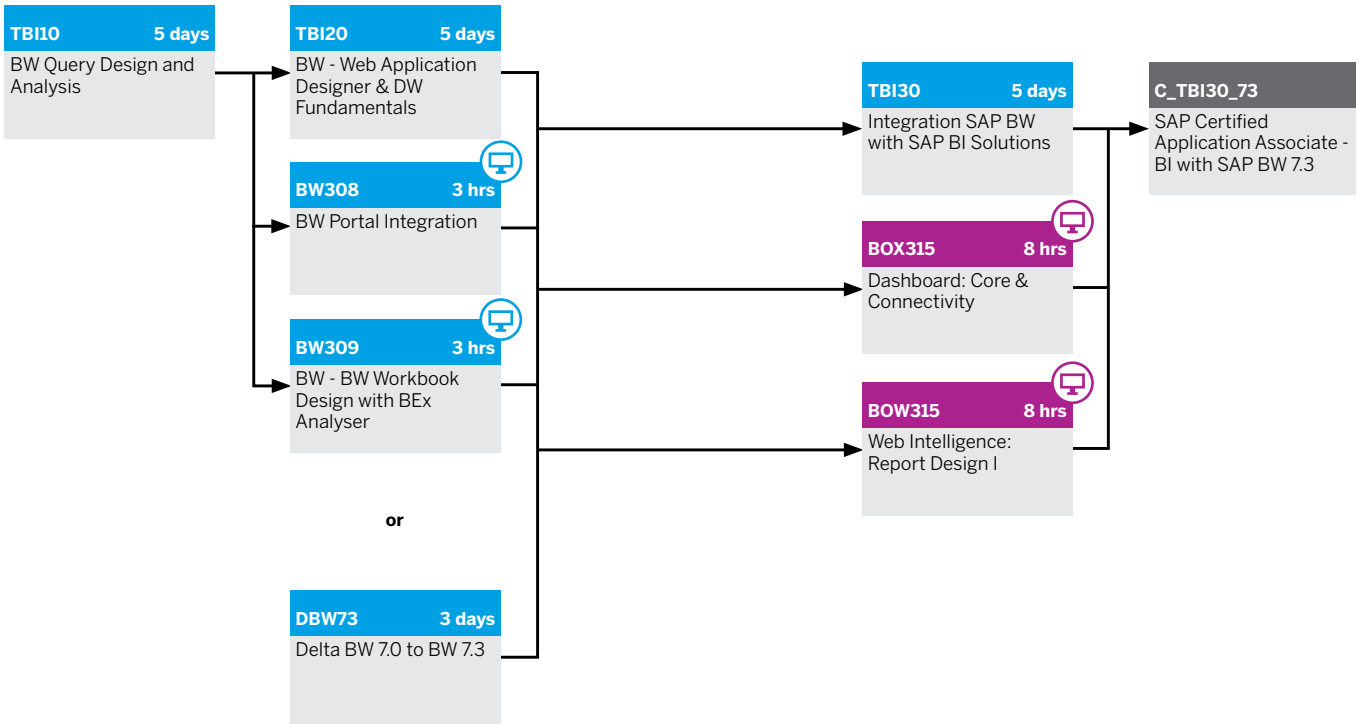 TBI10 5 days
BW Query Design and
Analysis
TBI20 5 days
BW - Web Application
Designer & DW
Fundamentals
BW308 3 hrs
BW Portal Integration
BW309 3 hrs
BW - BW Workbook
Design with BEx
Analyser
or
DBW73 3 days
Delta BW 7.0 to BW 7.3
TBI30 5 days
Integration SAP BW
with SAP BI Solutions
BOX315 8 hrs
Dashboard: Core &
Connectivity
BOW315 8 hrs
Web Intelligence:
Report Design I
C_TBI30_73
SAP Certified
Application Associate -
BI with SAP BW 7.3